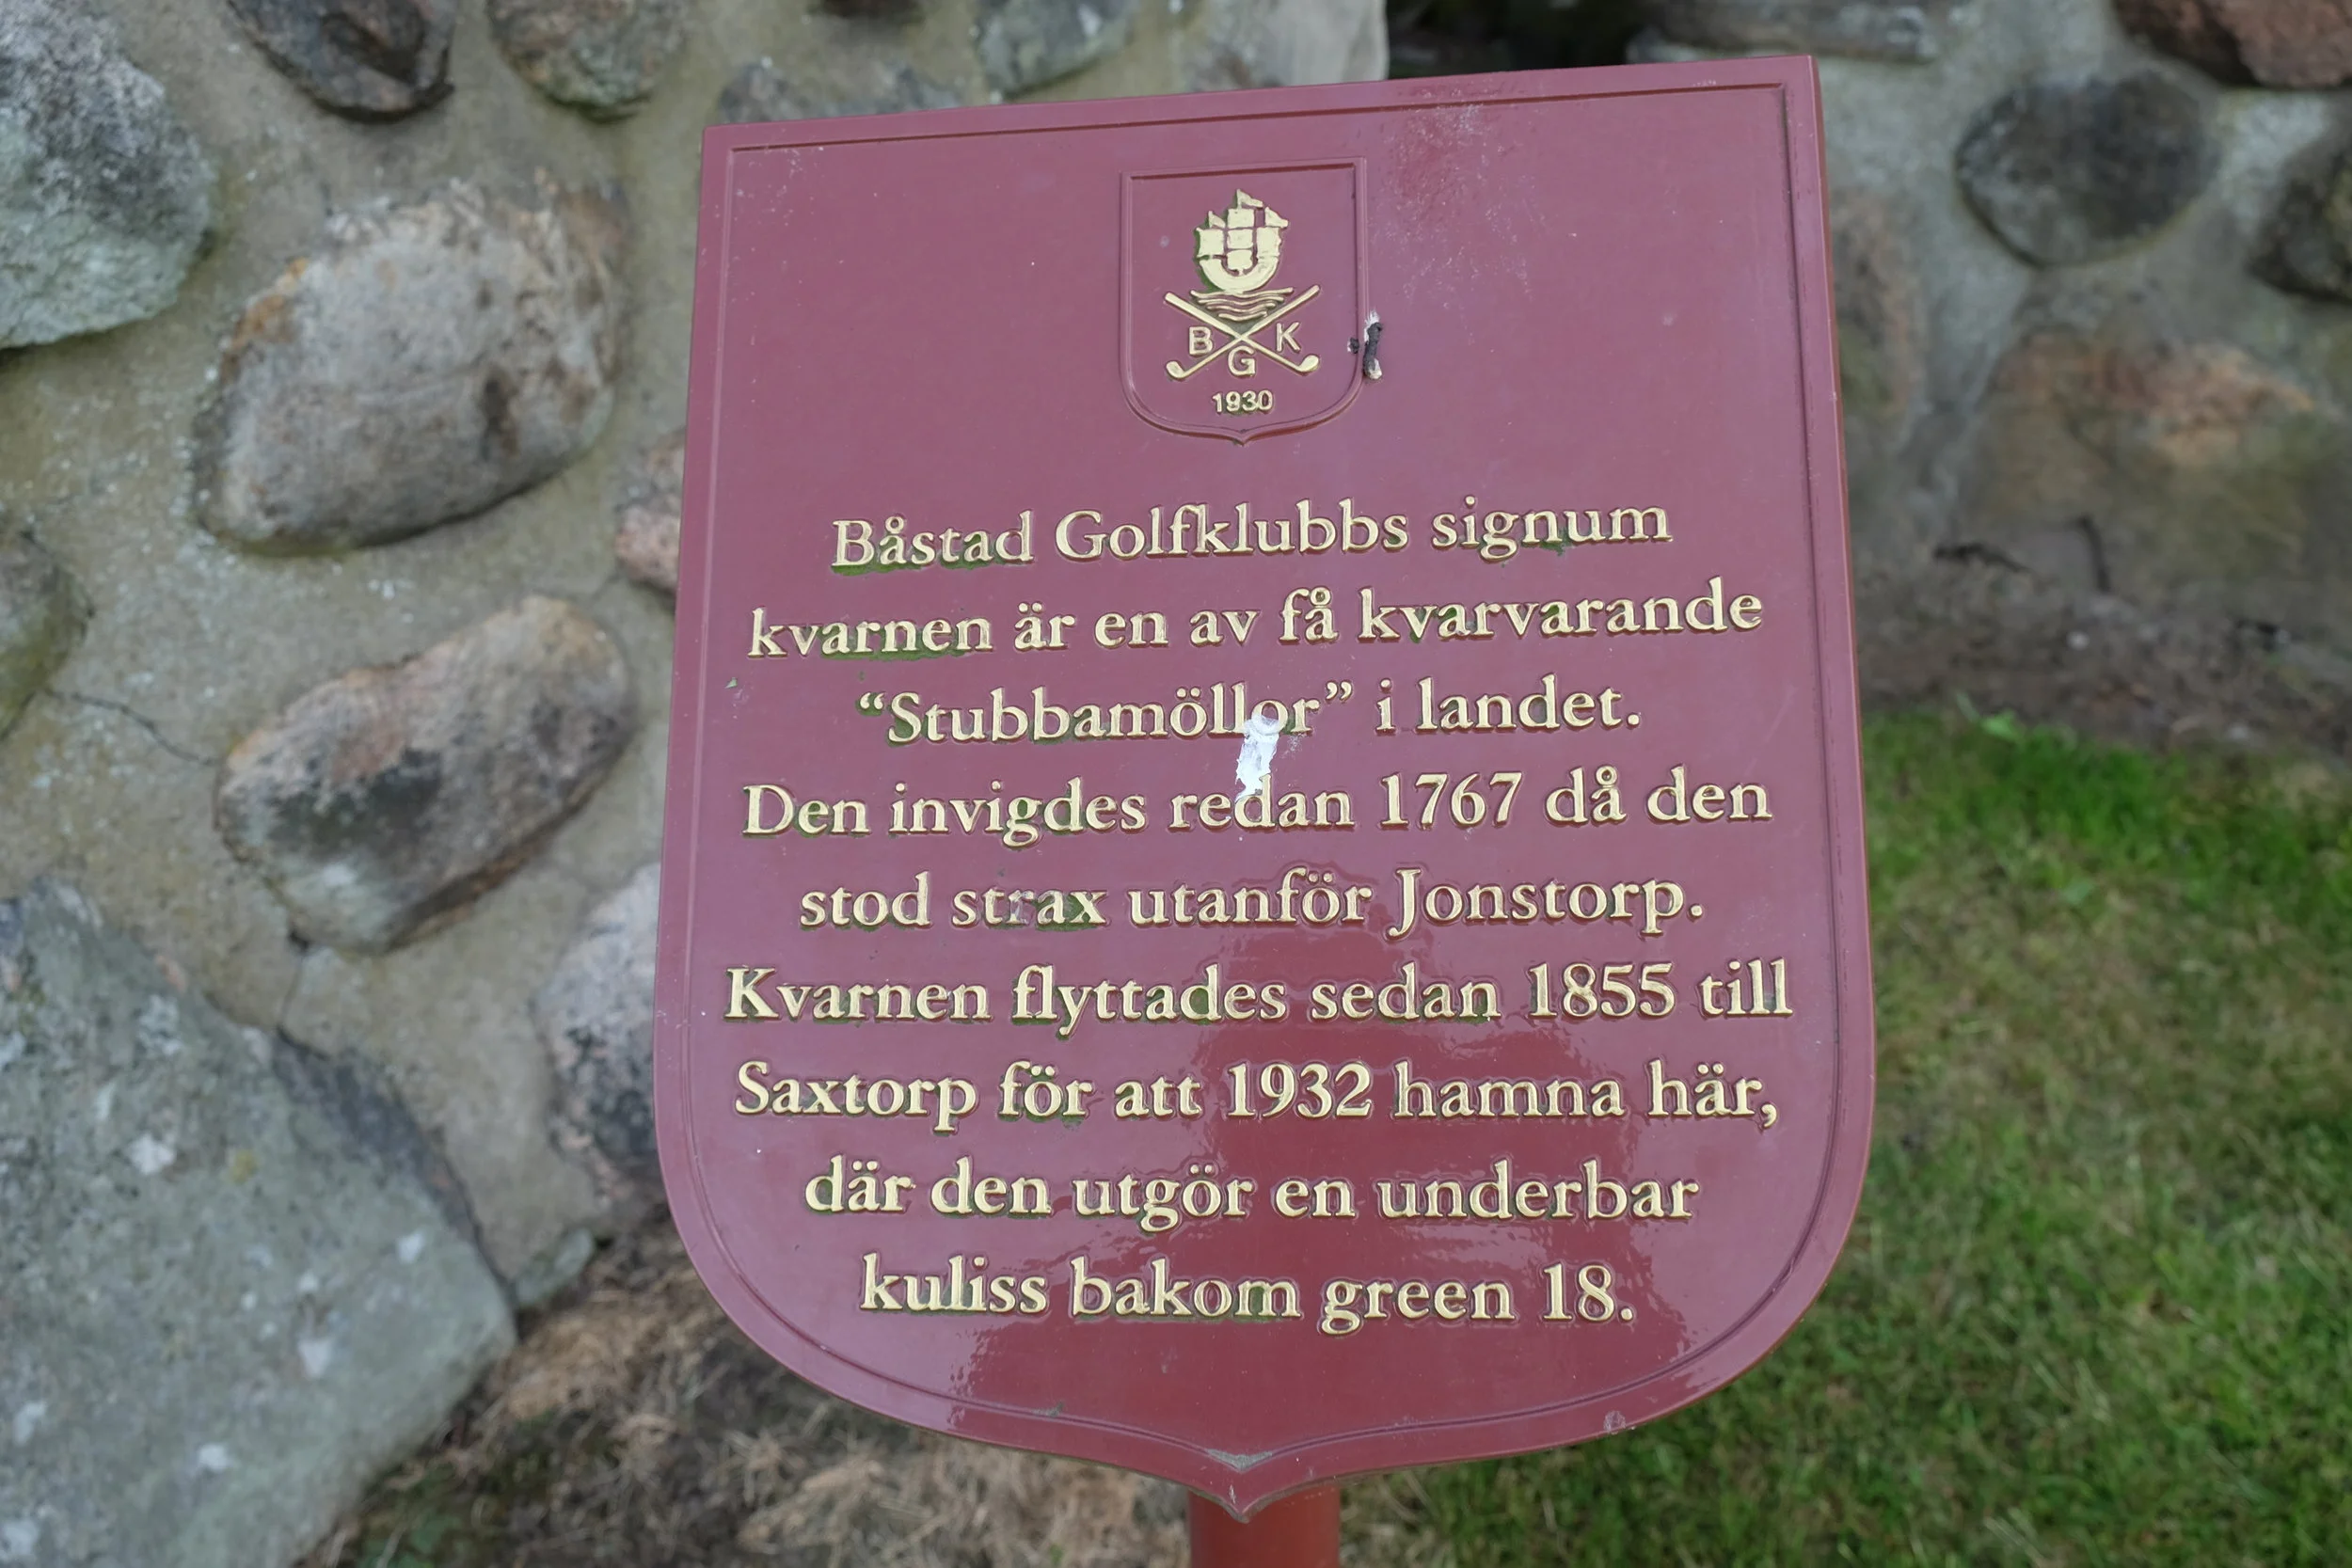 B G K
1930
Båstad Golfklubbs signum
kvarnen är en av få kvarvarande
“Stubbamöllor” i landet.
Den invigdes redan 1767 då den
stod strax utanför Jonstorp.
Kvarnen flyttades sedan 1855 till
Saxtorp för att 1932 hamna här,
där den utgör en underbar
kuliss bakom green 18.